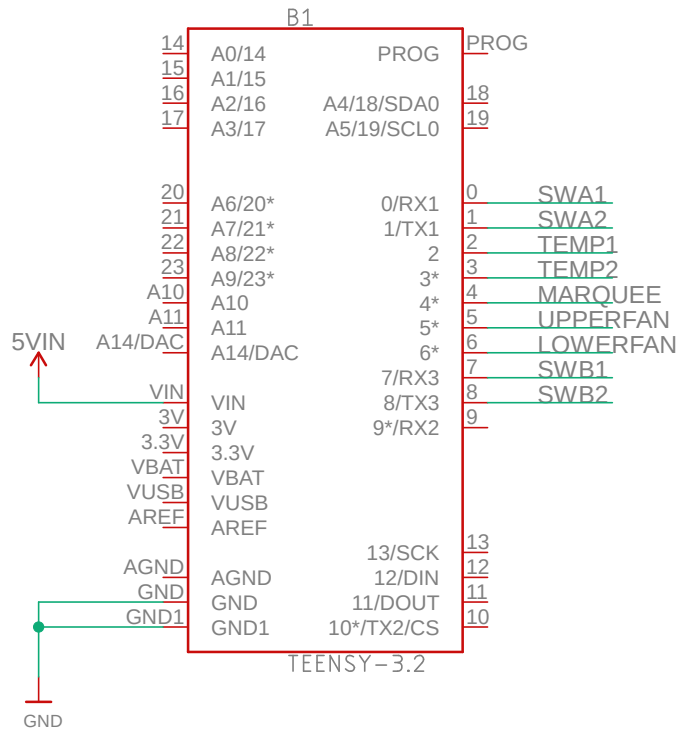 B1
14 A0/14 PROG PROG
15 A1/15
16 A2/16 A4/18/SDA0 18
17 A3/17 A5/19/SCL0 19
20 A6/20* 0/RX1 0 SWA1
21 A7/21* 1/TX1 1 SWA2
22 A8/22* 2 2 TEMP1
23 A9/23* 3* 3 TEMP2
A10 A10 4* 4 MARQUEE
A11 A11 5* 5 UPPERFAN
5VIN A14/DAC A14/DAC 6* 6 LOWERFAN
7/RX3 7 SWB1
VIN VIN 8/TX3 8 SWB2
3V 3V 9*/RX2 9
3.3V 3.3V
VBAT VBAT
VUSB VUSB
AREF AREF
13/SCK 13
AGND AGND 12/DIN 12
GND GND 11/DOUT 11
GND1 GND1 10*/TX2/CS 10
TEENSY-3.2
GND